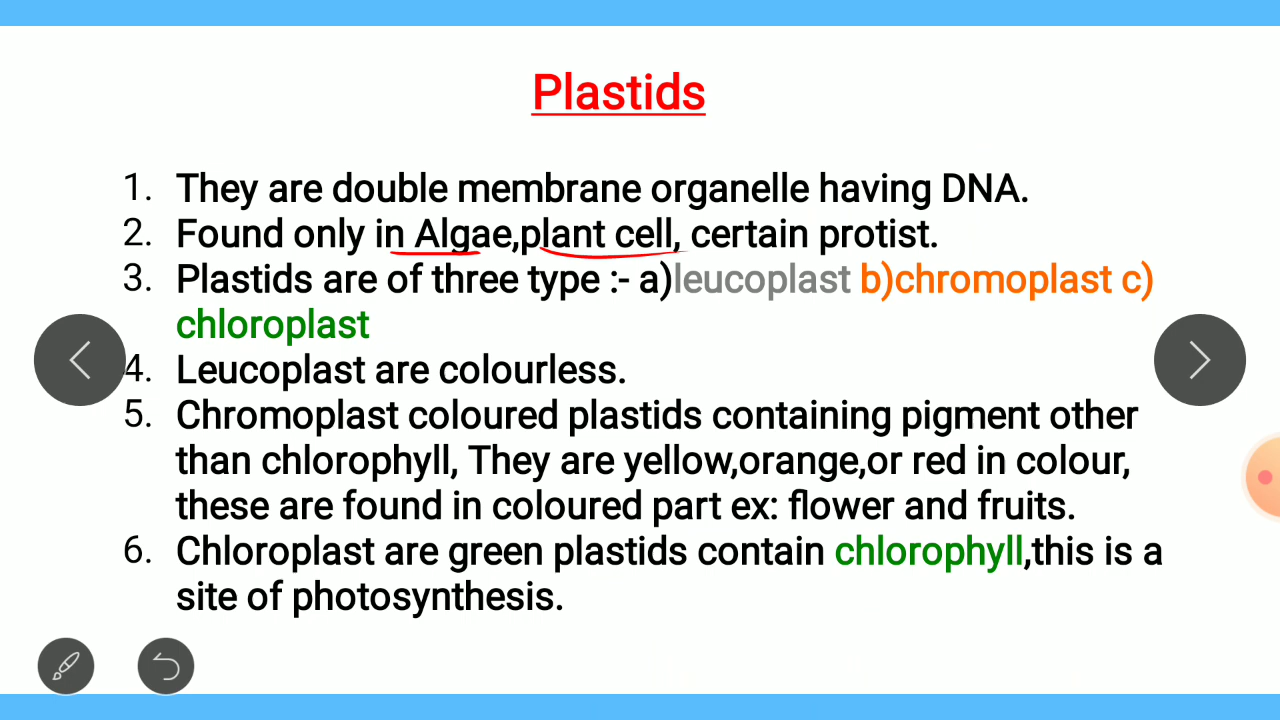 Plastids
1. They are double membrane organelle having DNA.
2. Found only in Algae,plant cell, certain protist.
3. Plastids are of three type :- a)leucoplast b)chromoplast c)
chloroplast
4. Leucoplast are colourless.
5. Chromoplast coloured plastids containing pigment other
than chlorophyll, They are yellow,orange,or red in colour,
these are found in coloured part ex: flower and fruits.
6. Chloroplast are green plastids contain chlorophyll,this is a
site of photosynthesis.